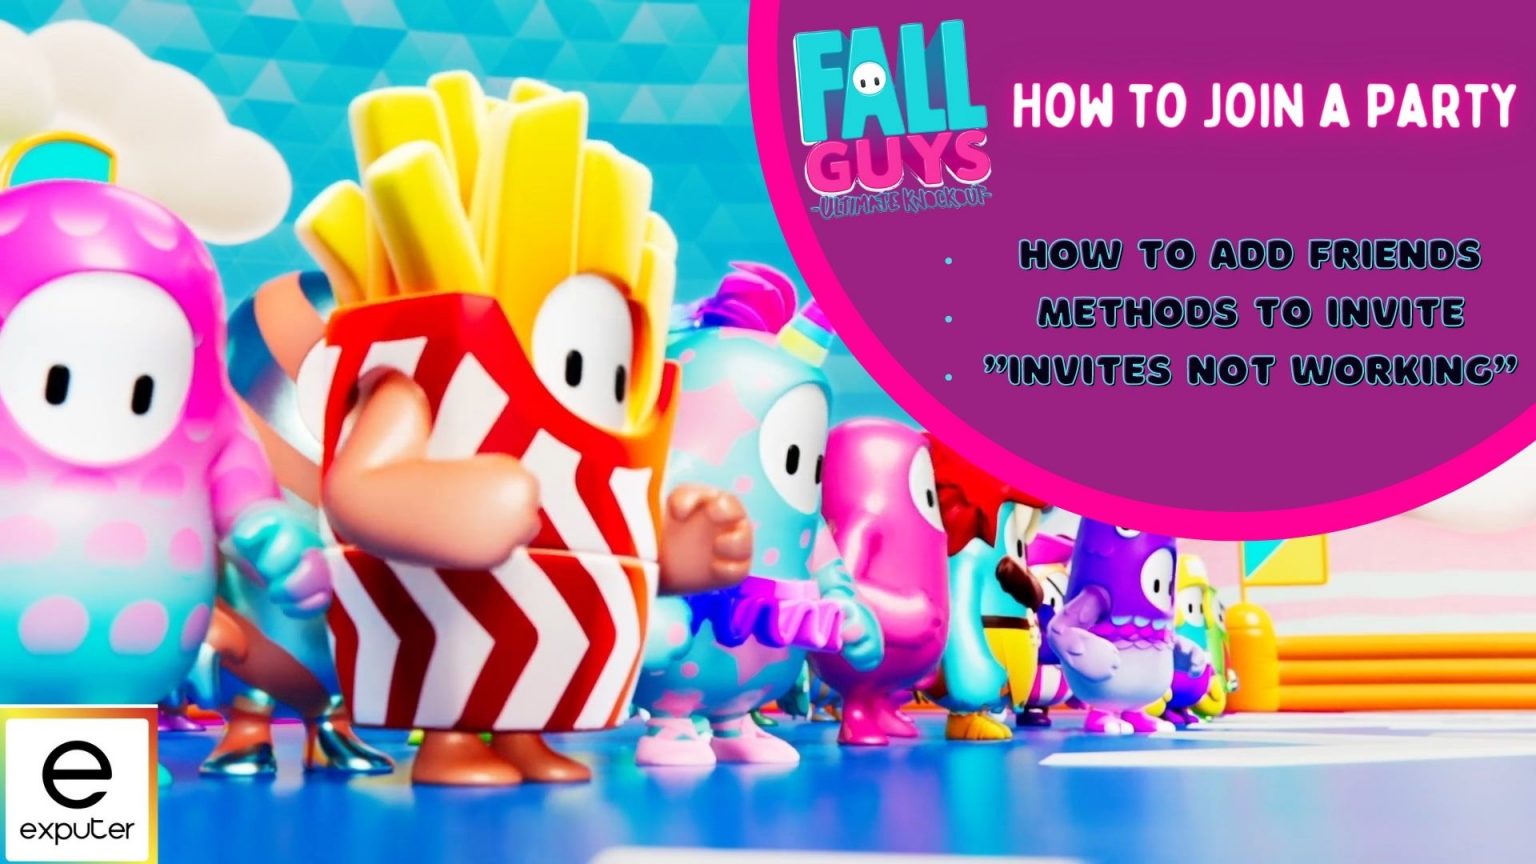 FALL
GUYS
-ULTIMATE KNOCKOUT-
HOW TO JOIN A PARTY
• HOW TO ADD FRIENDS
• METHODS TO INVITE
• "INVITES NOT WORKING"
e
exputer